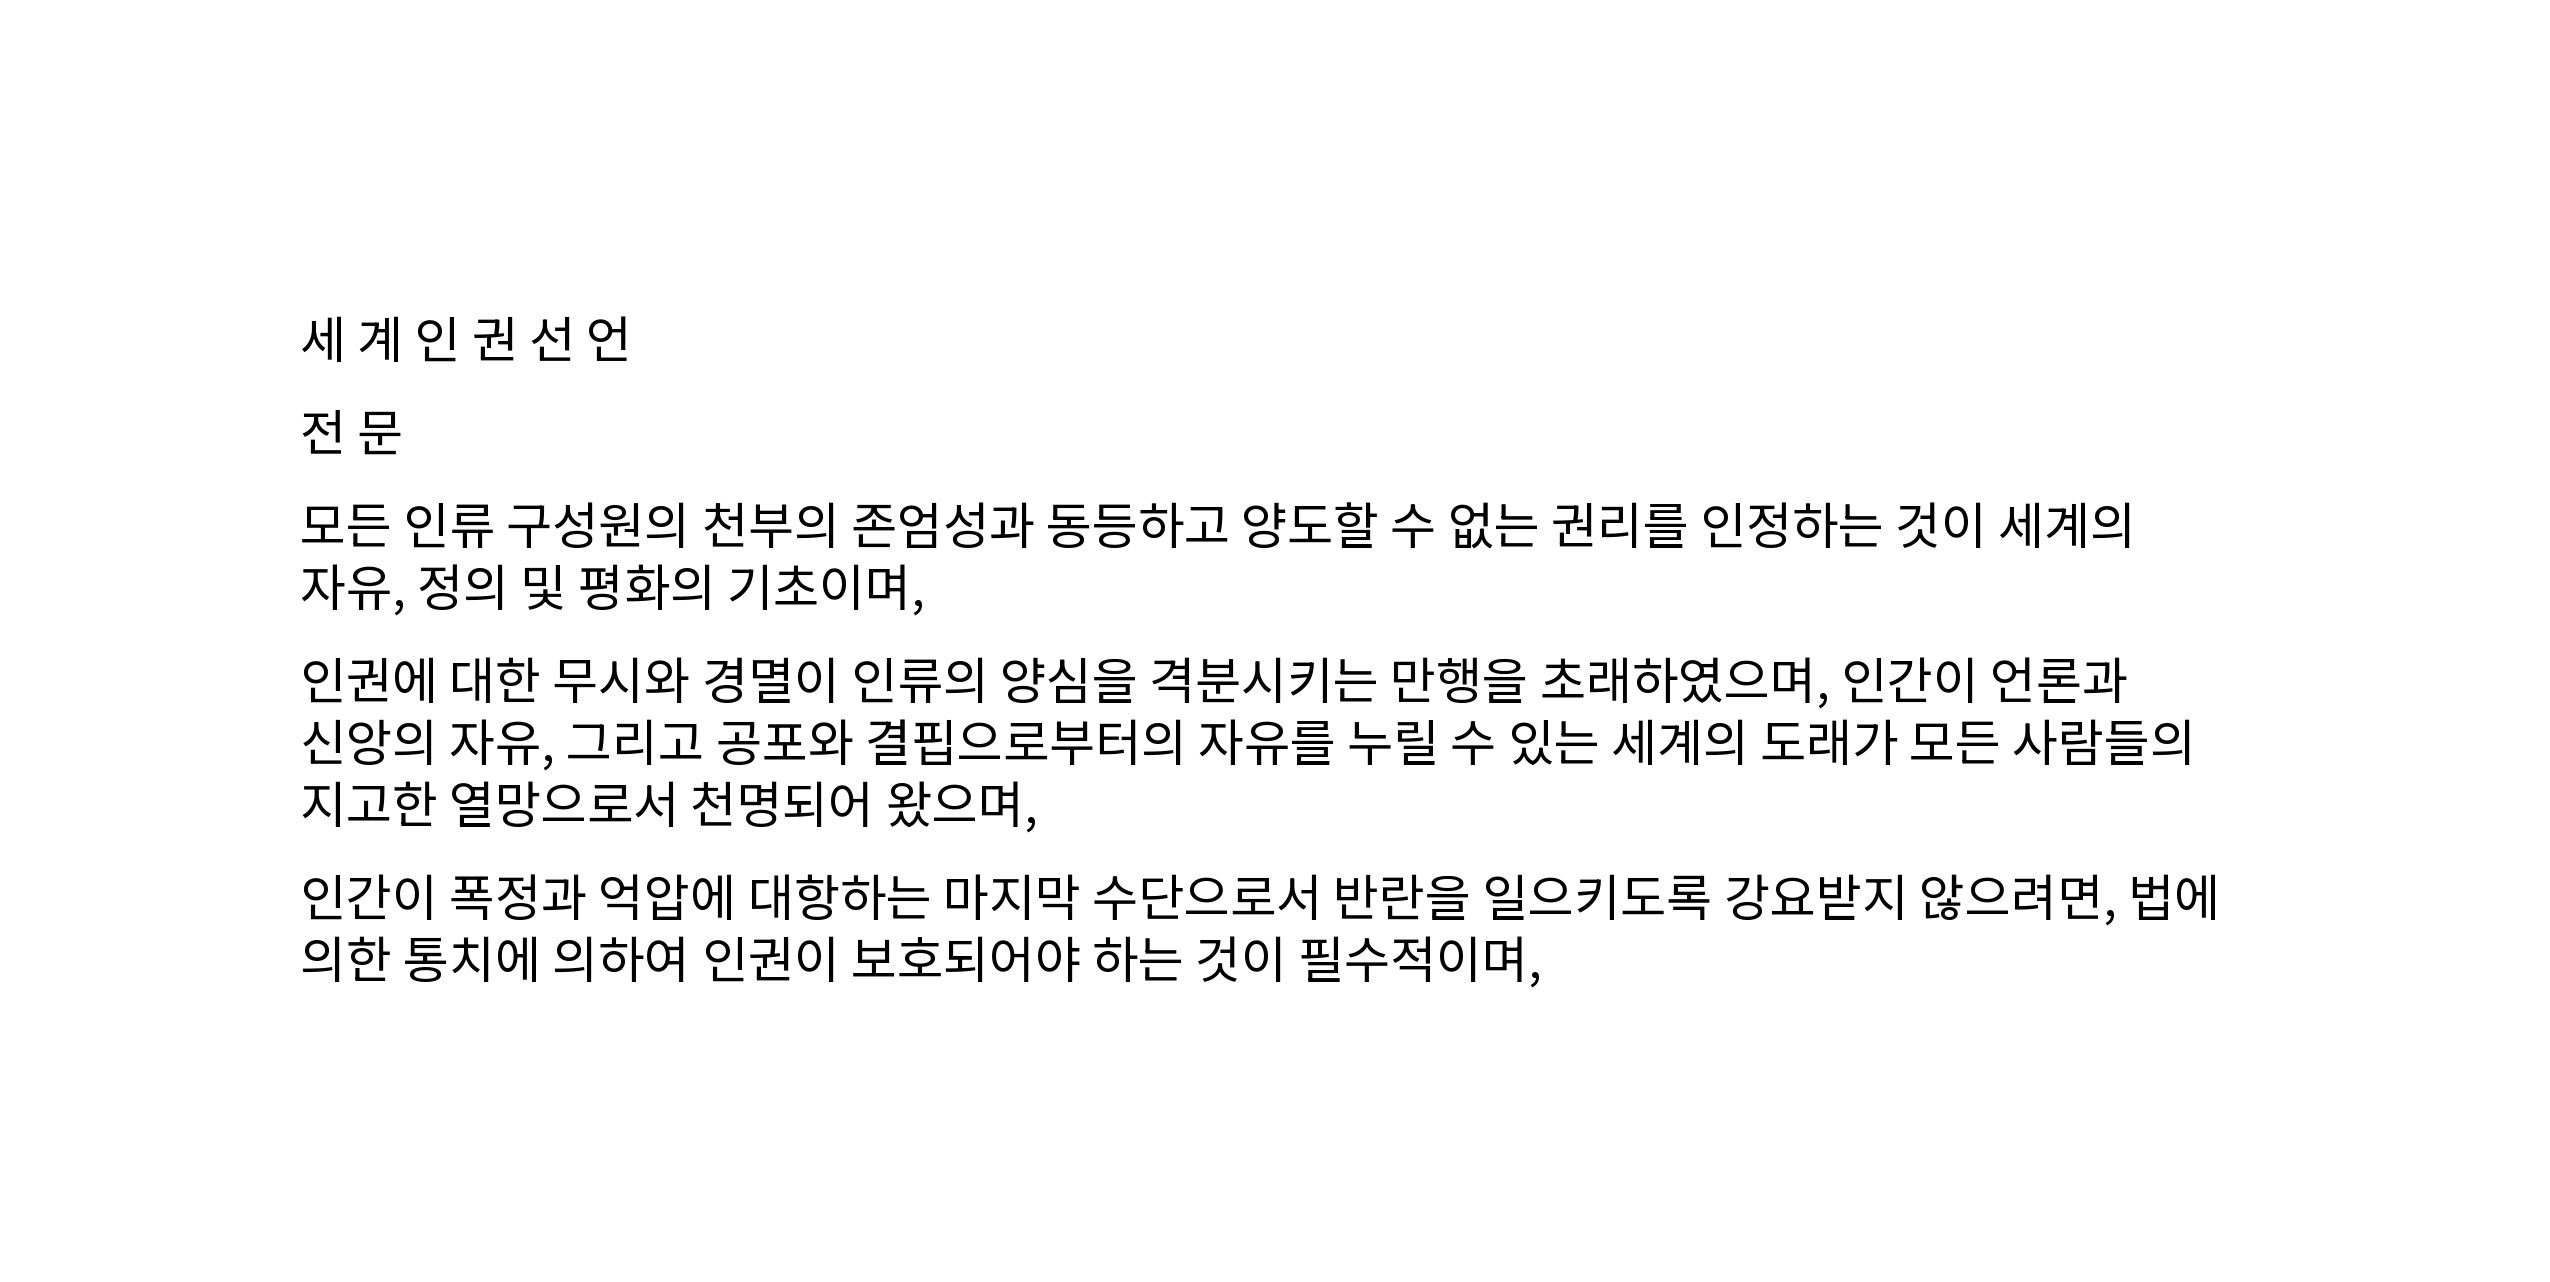 세 계 인 권 선 언
전 문
모든 인류 구성원의 천부의 존엄성과 동등하고 양도할 수 없는 권리를 인정하는 것이 세계의
자유, 정의 및 평화의 기초이며,
인권에 대한 무시와 경멸이 인류의 양심을 격분시키는 만행을 초래하였으며, 인간이 언론과
신앙의 자유, 그리고 공포와 결핍으로부터의 자유를 누릴 수 있는 세계의 도래가 모든 사람들의
지고한 열망으로서 천명되어 왔으며,
인간이 폭정과 억압에 대항하는 마지막 수단으로서 반란을 일으키도록 강요받지 않으려면, 법에
의한 통치에 의하여 인권이 보호되어야 하는 것이 필수적이며,